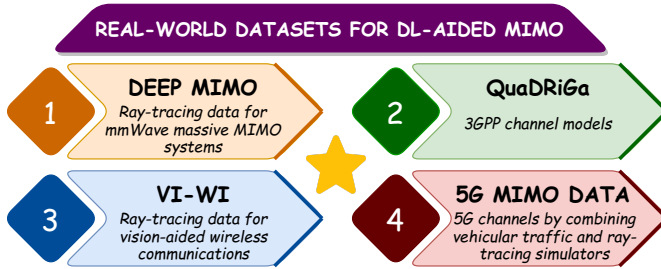 REAL-WORLD DATASETS FOR DL-AIDED MIMO
1
DEEP MIMO
Ray-tracing data for
mmWave massive MIMO
systems
2
QuaDRiGa
3GPP channel models
3
VI-WI
Ray-tracing data for
vision-aided wireless
communications
4
5G MIMO DATA
5G channels by combining
vehicular traffic and ray-
tracing simulators